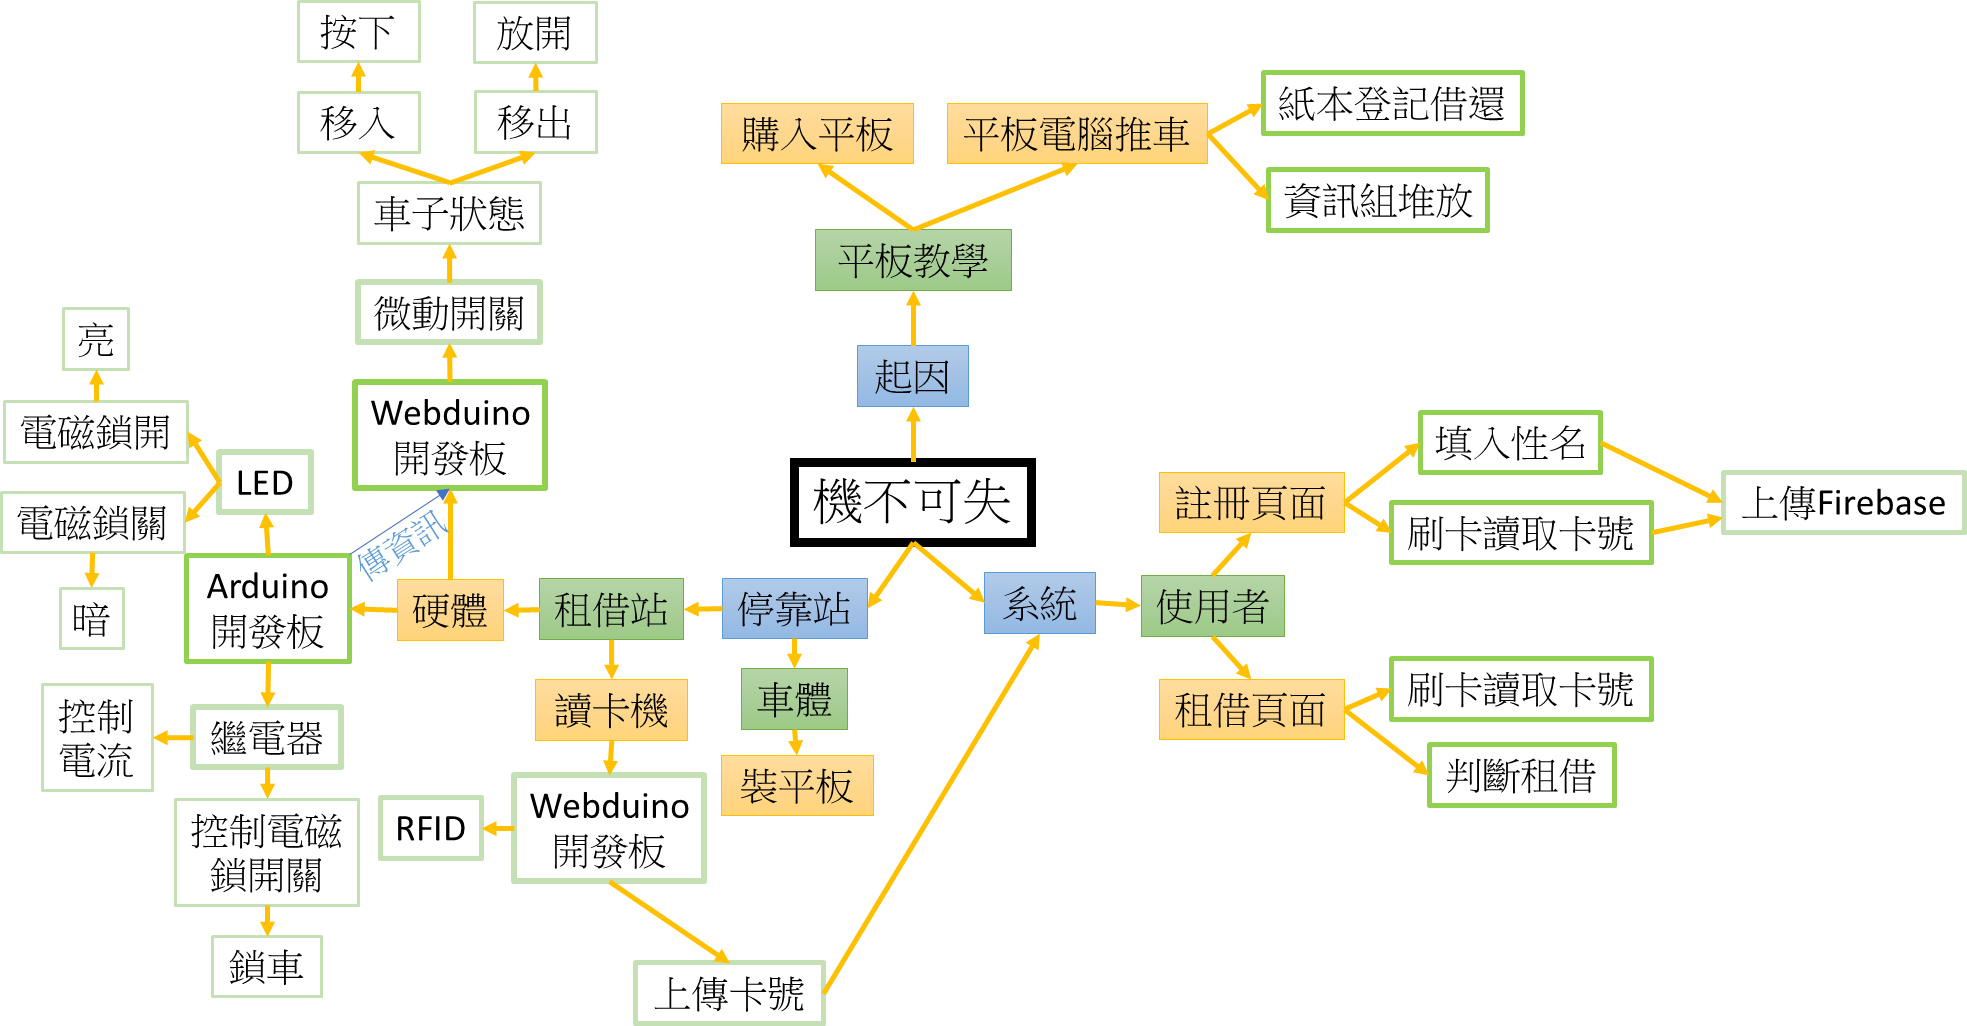 按下
放開
移入
移出
車子狀態
微動開關
Webduino
開發板
購入平板
平板電腦推車
紙本登記借還
資訊組堆放
平板教學
起因
機不可失
亮
電磁鎖開
LED
電磁鎖關
暗
Arduino
開發板
傳資訊
硬體
租借站
停靠站
系統
使用者
註冊頁面
填入性名
刷卡讀取卡號
上傳Firebase
租借頁面
刷卡讀取卡號
判斷租借
控制
電流
繼電器
控制電磁
鎖開關
鎖車
讀卡機
車體
裝平板
RFID
Webduino
開發板
上傳卡號